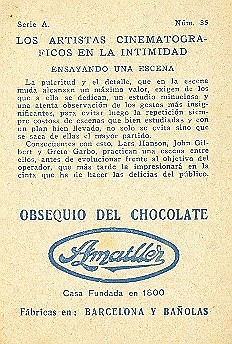 Serie A. Núm. 35
LOS ARTISTAS CINEMATOGRA-
FICOS EN LA INTIMIDAD
ENSAYANDO UNA ESCENA
La pulcritud y el detalle, que en la escena
muda alcanzan un máximo valor, exigen de los
que a ella se dedican, un estudio minucioso y
una atenta observación de los gestos más insig-
nificantes, para evitar luego la repetición siem-
pre costosa de escenas que bien estudiadas y con
un plan bien llevado, no solo se evita sino que
se saca de ellas el mayor partido.
Consecuentes con esto, Lars Hanson, John Gil-
bert y Greta Garbo, practican una escena entre
ellos, antes de evolucionar frente al objetivo del
operador, que más tarde la impresionará en la
cinta que ha de hacer las delicias del público.
OBSEQUIO DEL CHOCOLATE
Amatller
Casa Fundada en 1800
Fábricas en: BARCELONA Y BAÑOLAS